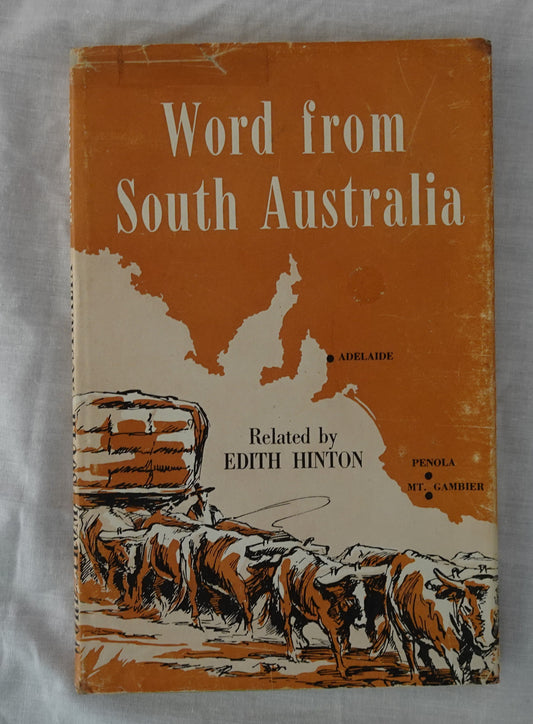 Word from
South Australia
ADELAIDE
Related by
EDITH HINTON
PENOLA
MT. GAMBIER